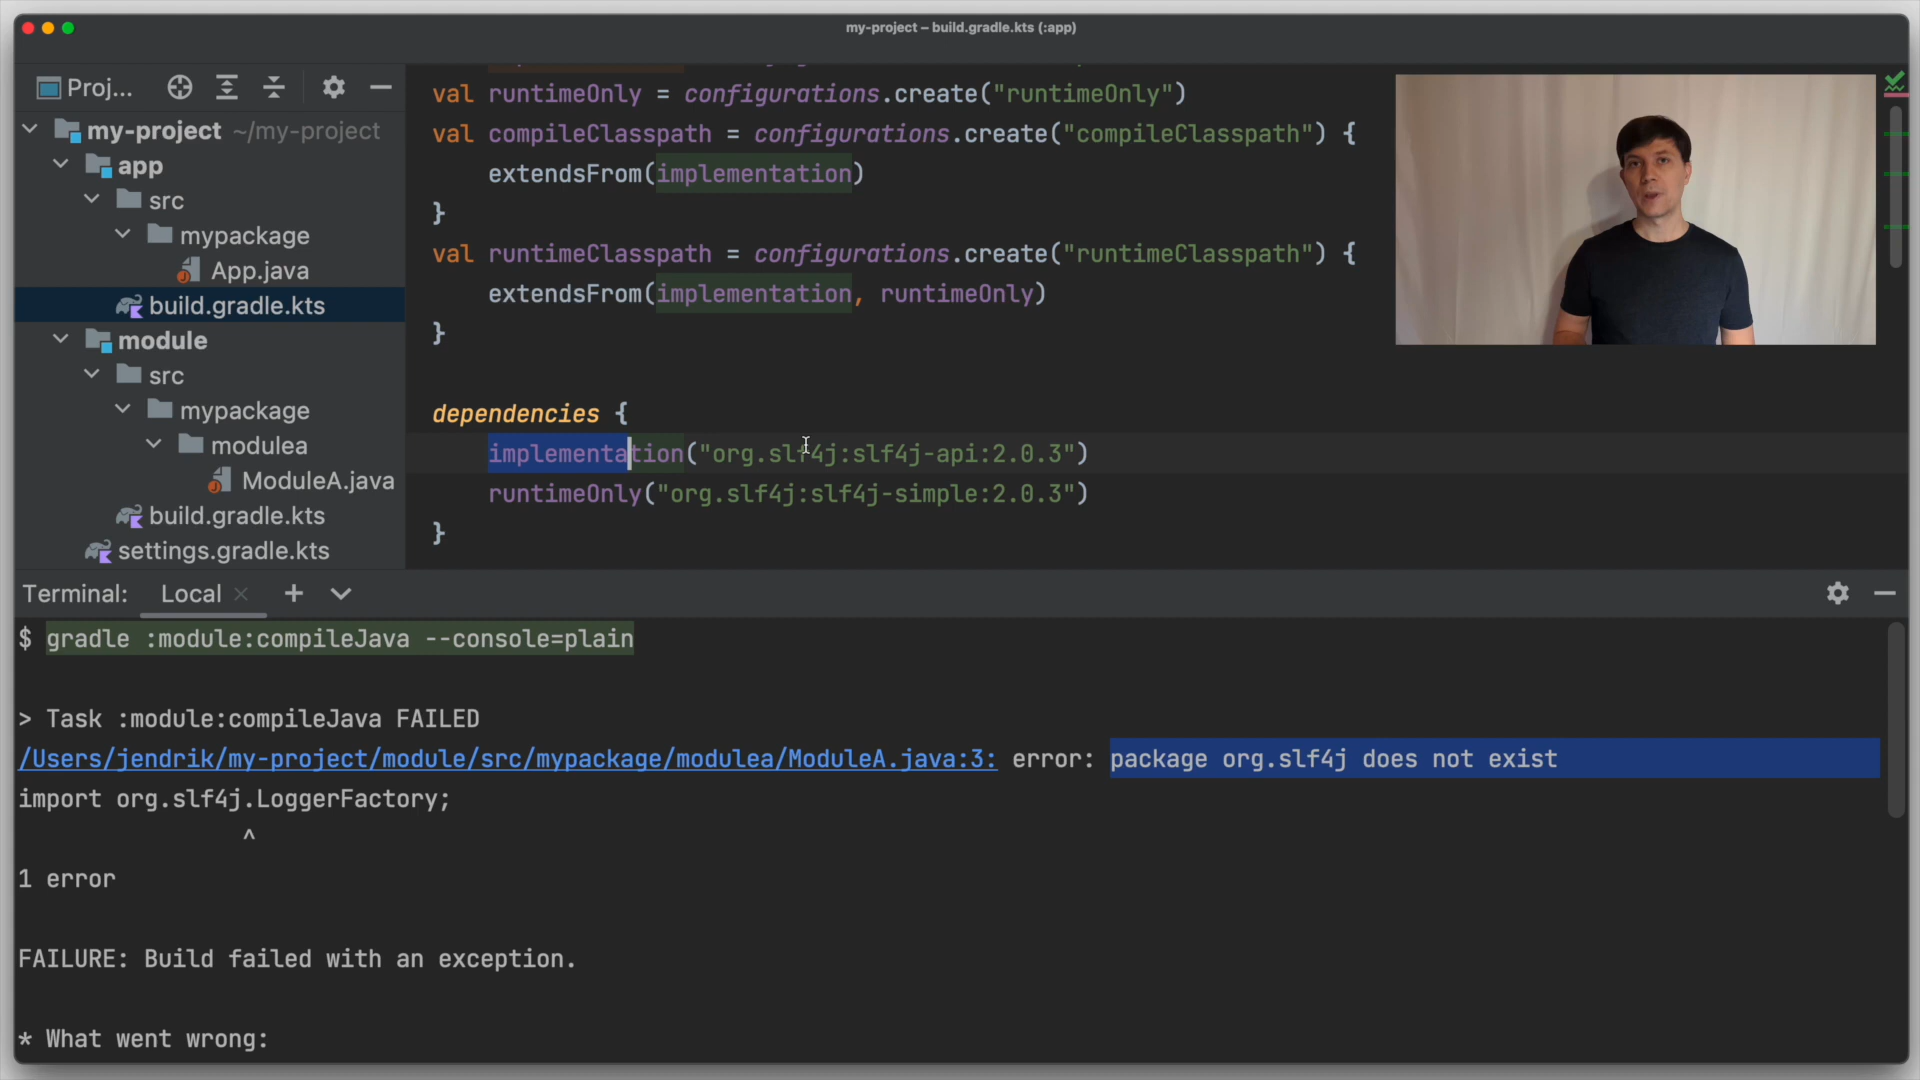 my-project – build.gradle.kts (:app)
Proj...
my-project ~/my-project
app
src
mypackage
App.java
build.gradle.kts
module
src
mypackage
modulea
ModuleA.java
build.gradle.kts
settings.gradle.kts
val runtimeOnly = configurations.create("runtimeOnly")
val compileClasspath = configurations.create("compileClasspath") {
extendsFrom(implementation)
}
val runtimeClasspath = configurations.create("runtimeClasspath") {
extendsFrom(implementation, runtimeOnly)
}
dependencies {
implementation("org.slf4j:slf4j-api:2.0.3")
runtimeOnly("org.slf4j:slf4j-simple:2.0.3")
}
Terminal: Local
$ gradle :module:compileJava --console=plain
> Task :module:compileJava FAILED
/Users/jendrik/my-project/module/src/mypackage/modulea/ModuleA.java:3: error: package org.slf4j does not exist
import org.slf4j.LoggerFactory;
^
1 error
FAILURE: Build failed with an exception.
* What went wrong: